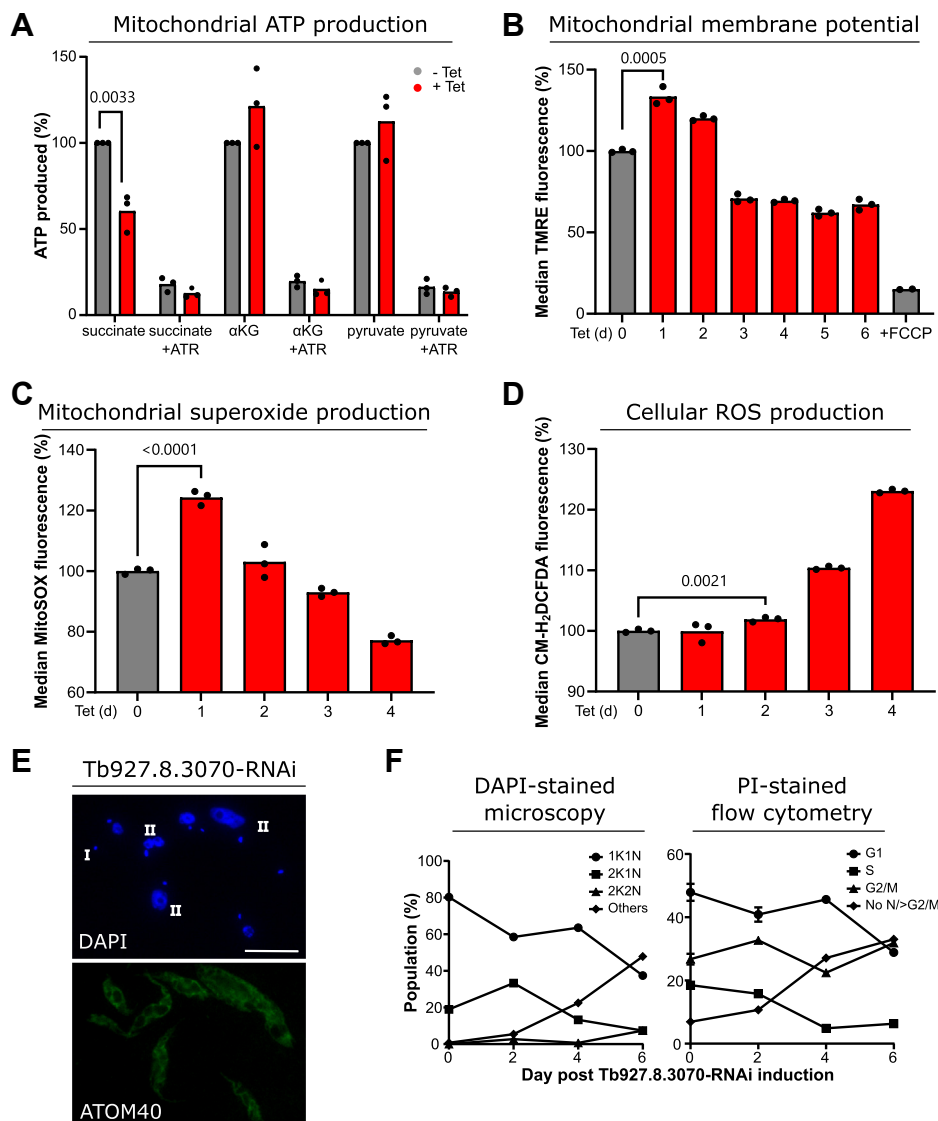 A
Mitochondrial ATP production
ATP produced (%)
150
100
50
0
0.0033
- Tet
+ Tet
succinate
succinate
+ATR
αKG
αKG
+ATR
pyruvate
pyruvate
+ATR
B
Mitochondrial membrane potential
Median TMRE fluorescence (%)
150
100
50
0
0.0005
Tet (d) 0 1 2 3 4 5 6 +FCCP
C
Mitochondrial superoxide production
Median MitoSOX fluorescence (%)
140
120
100
80
60
<0.0001
Tet (d) 0 1 2 3 4
D
Cellular ROS production
Median CM-H₂DCFDA fluorescence (%)
130
120
110
100
90
0.0021
Tet (d) 0 1 2 3 4
E
Tb927.8.3070-RNAi
I
II
II
II
DAPI
ATOM40
F
DAPI-stained
microscopy
Population (%)
100
80
60
40
20
0
1K1N
2K1N
2K2N
Others
0 2 4 6
PI-stained
flow cytometry
60
40
20
0
G1
S
G2/M
No N/>G2/M
0 2 4 6
Day post Tb927.8.3070-RNAi induction